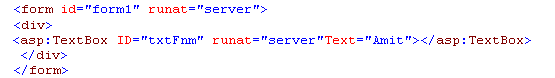 <form id="form1" runat="server">
<div>
<asp:TextBox ID="txtFnm" runat="server"Text="Amit"></asp:TextBox>
</div>
</form>